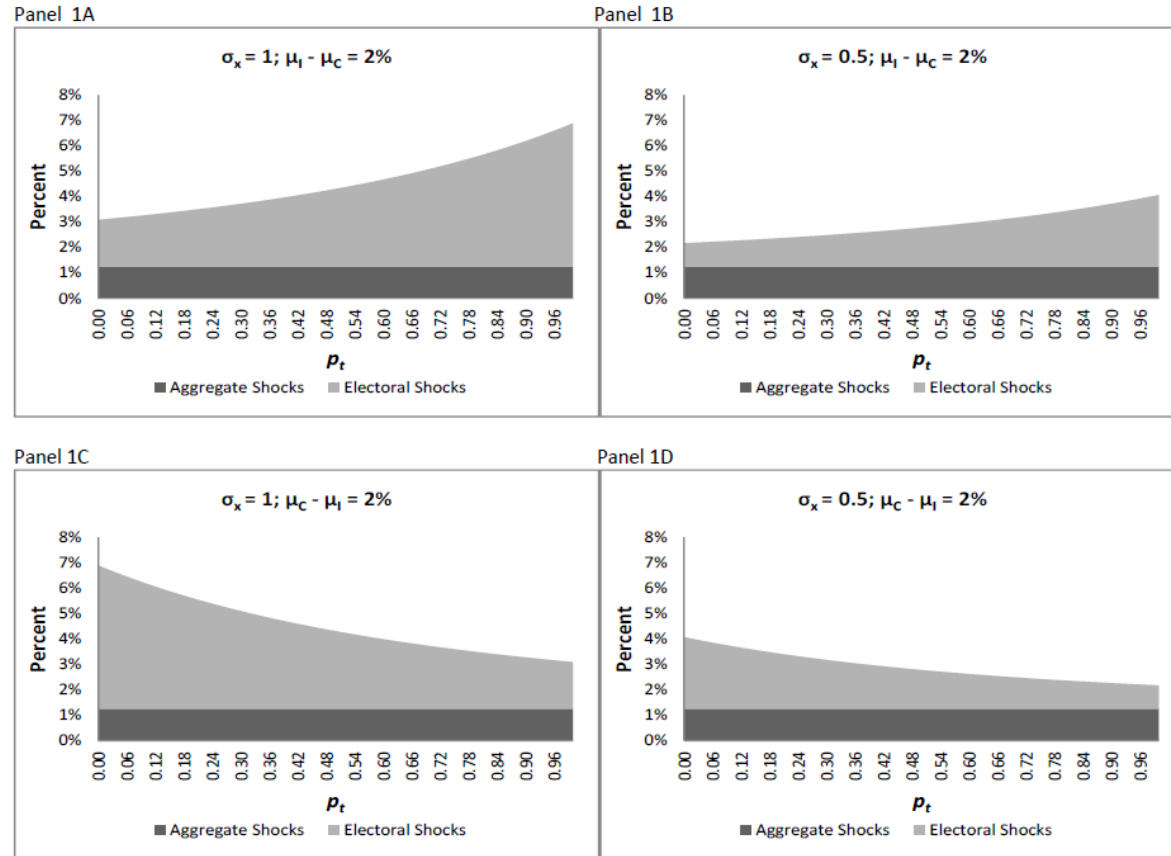 Panel 1A
σx = 1; μI - μC = 2%
8%
7%
6%
5%
4%
3%
2%
1%
0%
Percent
0.00 0.06 0.12 0.18 0.24 0.30 0.36 0.42 0.48 0.54 0.60 0.66 0.72 0.78 0.84 0.90 0.96
pt
Aggregate Shocks Electoral Shocks
Panel 1B
σx = 0.5; μI - μC = 2%
8%
7%
6%
5%
4%
3%
2%
1%
0%
Percent
0.00 0.06 0.12 0.18 0.24 0.30 0.36 0.42 0.48 0.54 0.60 0.66 0.72 0.78 0.84 0.90 0.96
pt
Aggregate Shocks Electoral Shocks
Panel 1C
σx = 1; μC - μI = 2%
8%
7%
6%
5%
4%
3%
2%
1%
0%
Percent
0.00 0.06 0.12 0.18 0.24 0.30 0.36 0.42 0.48 0.54 0.60 0.66 0.72 0.78 0.84 0.90 0.96
pt
Aggregate Shocks Electoral Shocks
Panel 1D
σx = 0.5; μC - μI = 2%
8%
7%
6%
5%
4%
3%
2%
1%
0%
Percent
0.00 0.06 0.12 0.18 0.24 0.30 0.36 0.42 0.48 0.54 0.60 0.66 0.72 0.78 0.84 0.90 0.96
pt
Aggregate Shocks Electoral Shocks